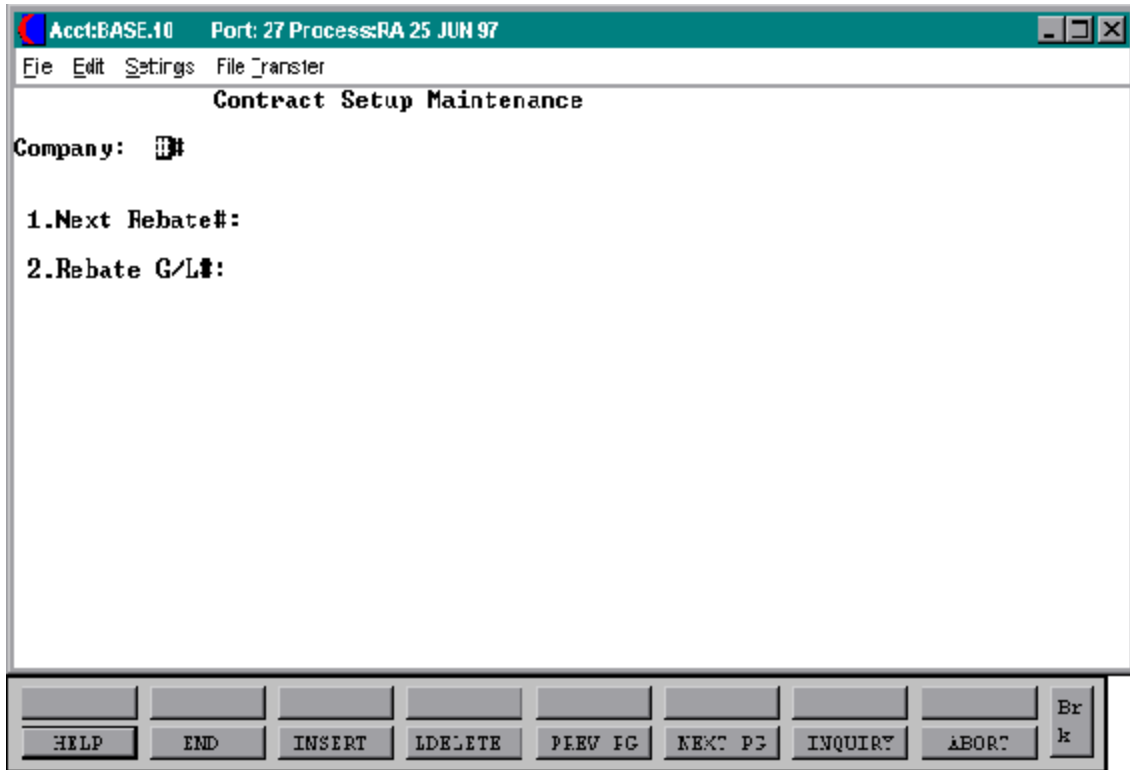 Acct:BASE.10 Port: 27 Process:RA 25 JUN 97
File Edit Settings File Transfer
Contract Setup Maintenance
Company: ##
1.Next Rebate#:
2.Rebate G/L#:
Br
HELP END INSERT LDELETE PREV PG NEXT PG INQUIRY ABORT k